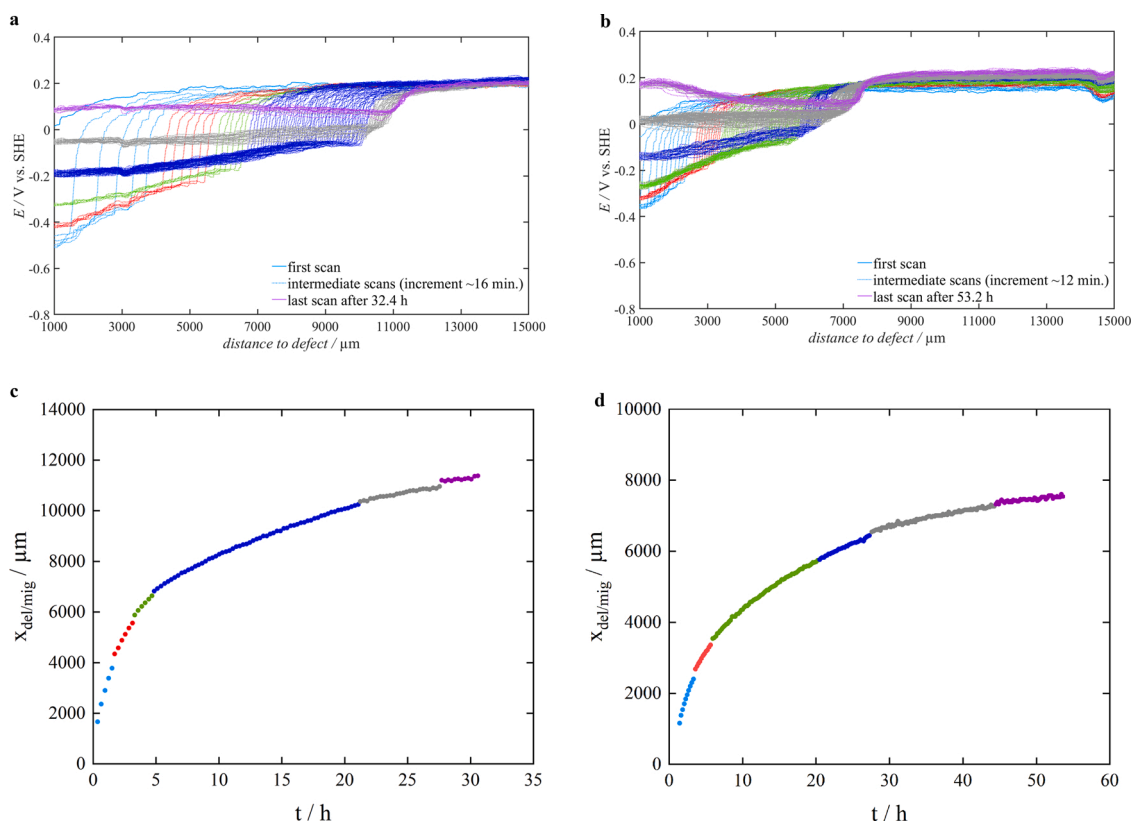 a
0.4
0.2
0
-0.2
-0.4
-0.6
-0.8
E / V vs. SHE
first scan
intermediate scans (increment ~16 min.)
last scan after 32.4 h
1000 3000 5000 7000 9000 11000 13000 15000
distance to defect / µm
b
0.4
0.2
0
-0.2
-0.4
-0.6
-0.8
E / V vs. SHE
first scan
intermediate scans (increment ~12 min.)
last scan after 53.2 h
1000 3000 5000 7000 9000 11000 13000 15000
distance to defect / µm
c
14000
12000
10000
8000
6000
4000
2000
0
x_del/mig / µm
0 5 10 15 20 25 30 35
t / h
d
10000
8000
6000
4000
2000
0
x_del/mig / µm
0 10 20 30 40 50 60
t / h